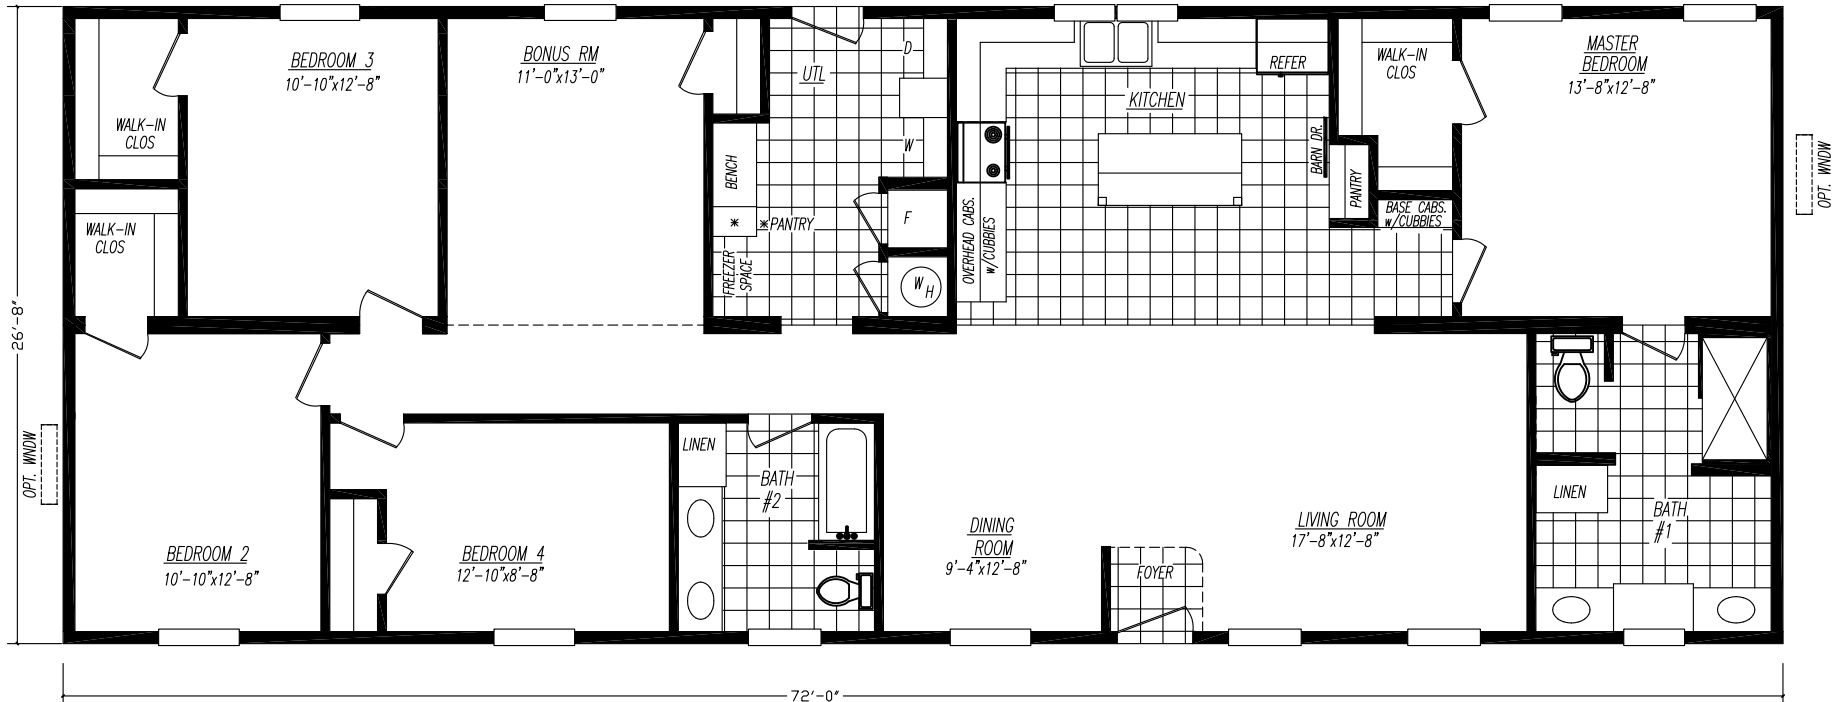 BEDROOM 3
10'-10"x12'-8"
WALK-IN
CLOS
BONUS RM
11'-0"x13'-0"
UTL
D
W
BENCH
* *PANTRY
FREEZER
SPACE
F
W
H
KITCHEN
REFER
OVERHEAD CABS.
w/CUBBIES
BARN DR.
PANTRY
BASE CABS.
w/CUBBIES
WALK-IN
CLOS
MASTER
BEDROOM
13'-8"x12'-8"
OPT. WNDW
WALK-IN
CLOS
26'-8"
OPT. WNDW
BEDROOM 2
10'-10"x12'-8"
BEDROOM 4
12'-10"x8'-8"
LINEN
BATH
#2
DINING
ROOM
9'-4"x12'-8"
FOYER
LIVING ROOM
17'-8"x12'-8"
LINEN
BATH
#1
72'-0"